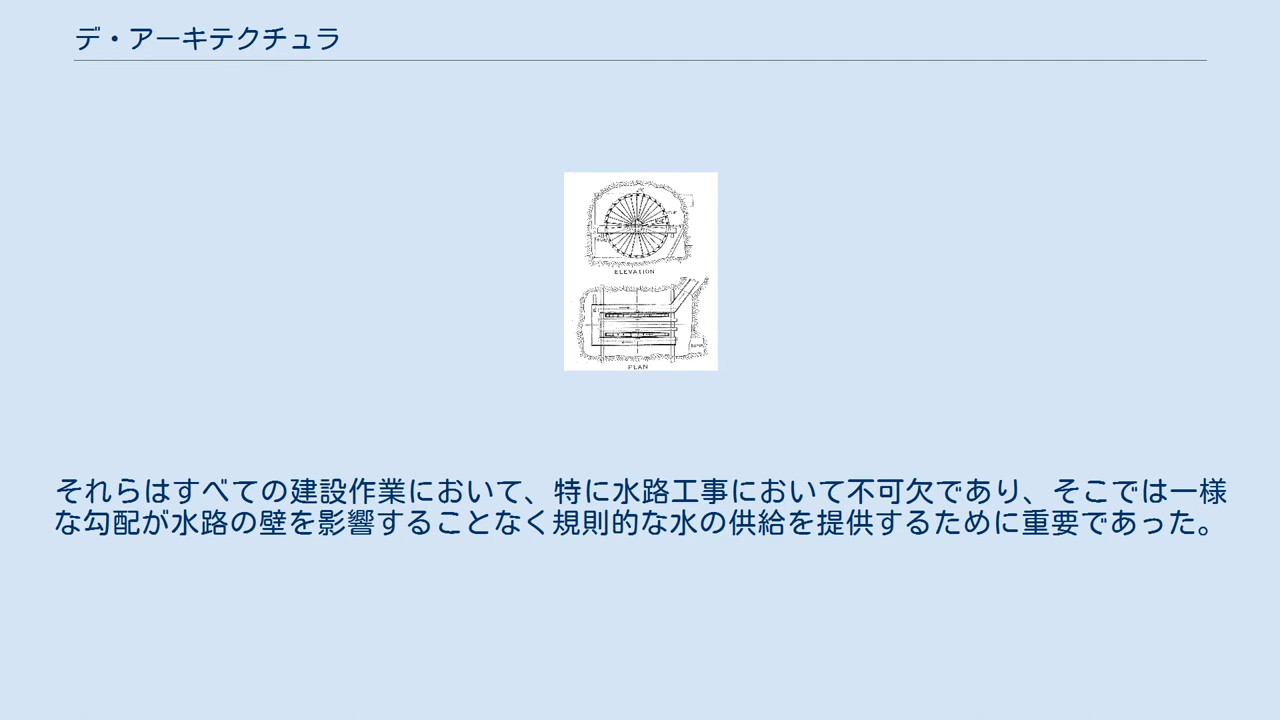 デ・アーキテクチュラ
ELEVATION
PLAN
それらはすべての建設作業において、特に水路工事において不可欠であり、そこでは一様
な勾配が水路の壁を影響することなく規則的な水の供給を提供するために重要であった。